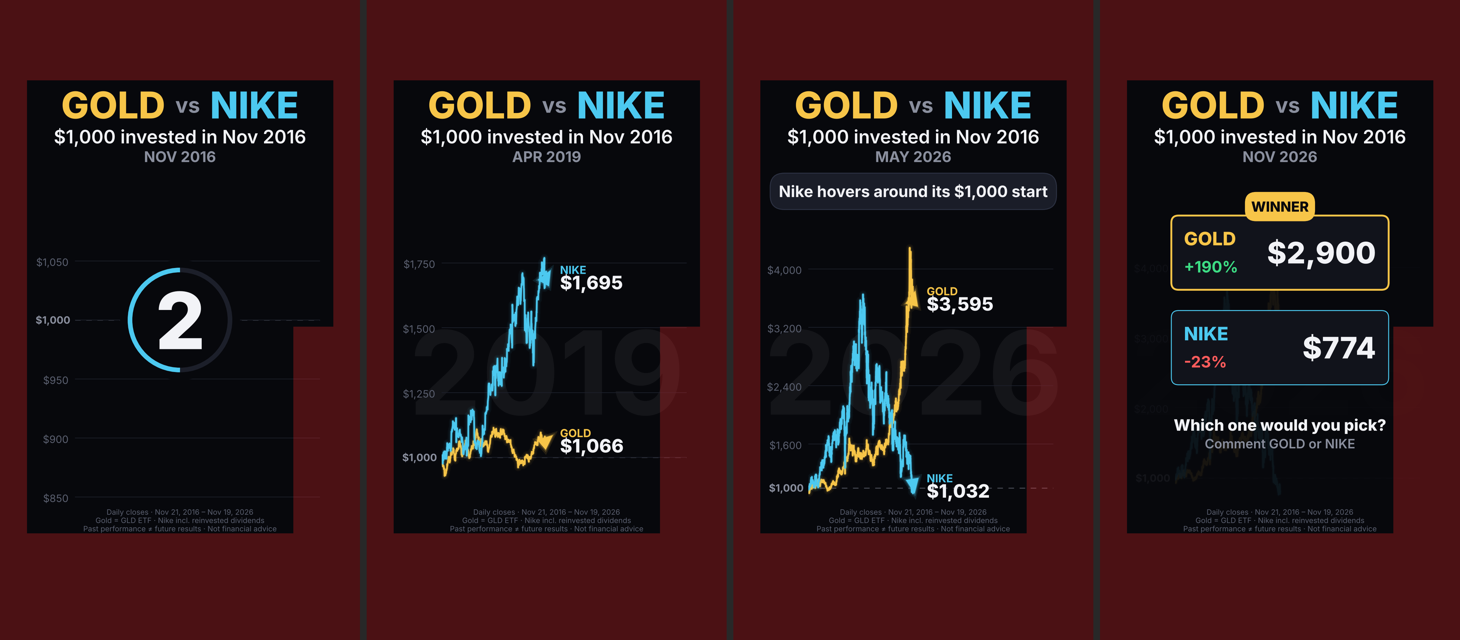 GOLD vs NIKE
$1,000 invested in Nov 2016
NOV 2016
$1,050
2
$1,000
$950
$900
$850
Daily closes · Nov 21, 2016 – Nov 19, 2026
Gold = GLD ETF · Nike incl. reinvested dividends
Past performance ≠ future results · Not financial advice
GOLD vs NIKE
$1,000 invested in Nov 2016
APR 2019
$1,750
NIKE
$1,695
$1,500
2019
$1,250
GOLD
$1,066
$1,000
Daily closes · Nov 21, 2016 – Nov 19, 2026
Gold = GLD ETF · Nike incl. reinvested dividends
Past performance ≠ future results · Not financial advice
GOLD vs NIKE
$1,000 invested in Nov 2016
MAY 2026
Nike hovers around its $1,000 start
$4,000
GOLD
$3,595
$3,200
2026
$2,400
$1,600
NIKE
$1,032
$1,000
Daily closes · Nov 21, 2016 – Nov 19, 2026
Gold = GLD ETF · Nike incl. reinvested dividends
Past performance ≠ future results · Not financial advice
GOLD vs NIKE
$1,000 invested in Nov 2016
NOV 2026
WINNER
GOLD
+190%
$2,900
NIKE
-23%
$774
Which one would you pick?
Comment GOLD or NIKE
$1,000
Daily closes · Nov 21, 2016 – Nov 19, 2026
Gold = GLD ETF · Nike incl. reinvested dividends
Past performance ≠ future results · Not financial advice